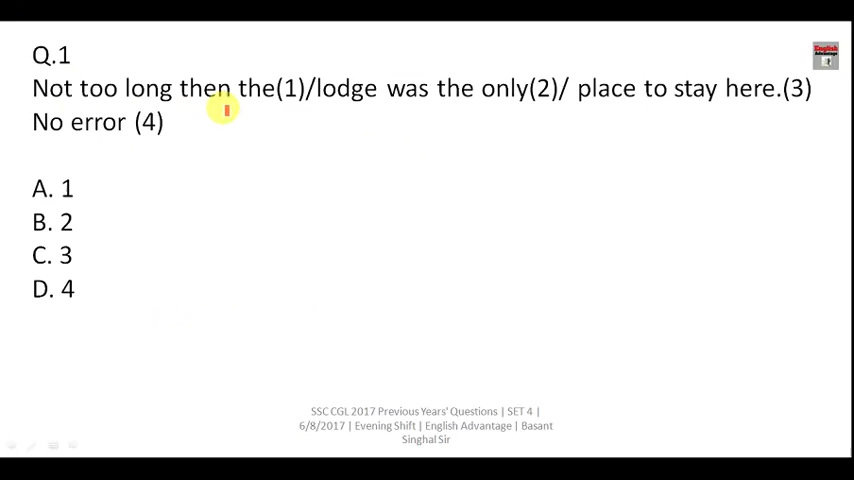 Q.1
English
Advantage
Not too long then the(1)/lodge was the only(2)/ place to stay here.(3)
No error (4)
A. 1
B. 2
C. 3
D. 4
SSC CGL 2017 Previous Years' Questions | SET 4 |
6/8/2017 | Evening Shift | English Advantage | Basant
Singhal Sir